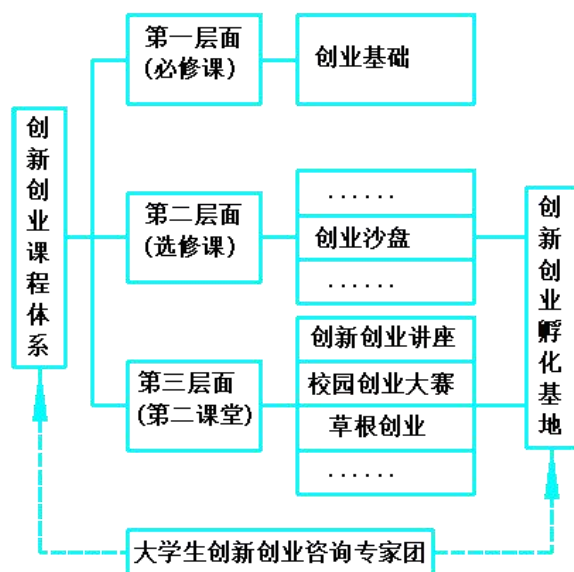 创新创业课程体系
第一层面
(必修课)
创业基础
第二层面
(选修课)
......
创业沙盘
......
第三层面
(第二课堂)
创新创业讲座
校园创业大赛
草根创业
......
创新创业孵化基地
大学生创新创业咨询专家团